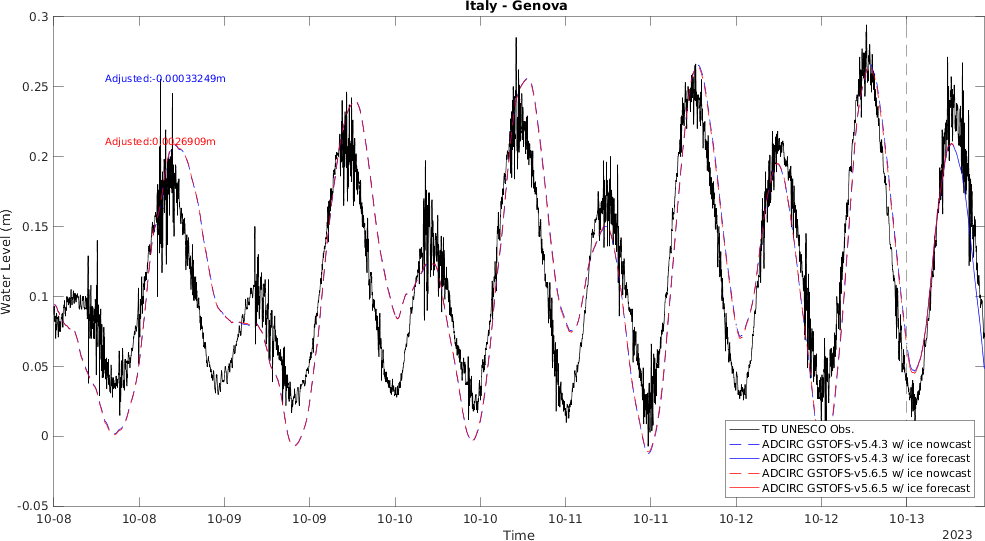 Italy - Genova
0.3
0.25
0.2
0.15
0.1
0.05
0
-0.05
Water Level (m)
Adjusted:-0.00033249m
Adjusted:0.0026909m
TD UNESCO Obs.
ADCIRC GSTOFS-v5.4.3 w/ ice nowcast
ADCIRC GSTOFS-v5.4.3 w/ ice forecast
ADCIRC GSTOFS-v5.6.5 w/ ice nowcast
ADCIRC GSTOFS-v5.6.5 w/ ice forecast
10-08 10-08 10-09 10-09 10-10 10-10 10-11 10-11 10-12 10-12 10-13
Time
2023